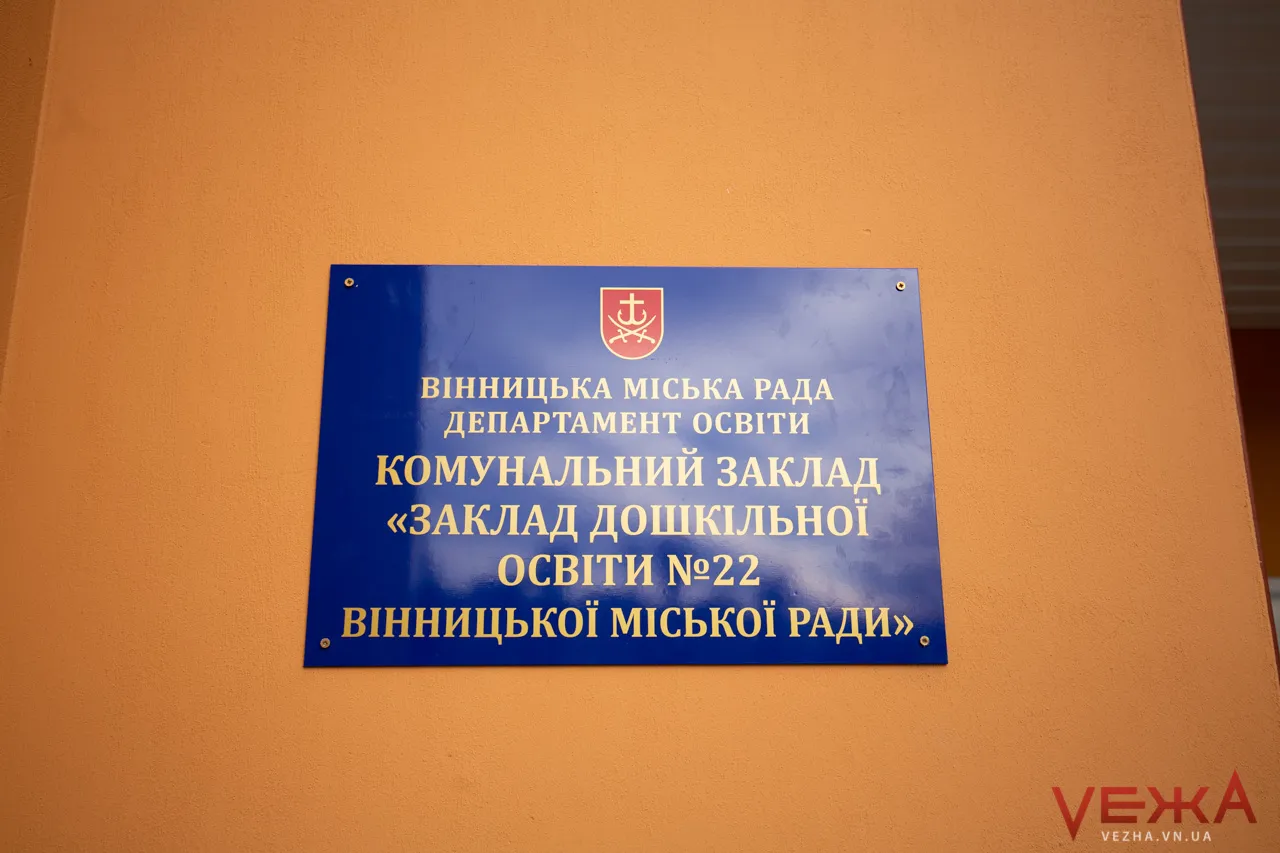 ВІННИЦЬКА МІСЬКА РАДА
ДЕПАРТАМЕНТ ОСВІТИ
КОМУНАЛЬНИЙ ЗАКЛАД
«ЗАКЛАД ДОШКІЛЬНОЇ
ОСВІТИ №22
ВІННИЦЬКОЇ МІСЬКОЇ РАДИ»
VЕЖА
VEZHA.VN.UA